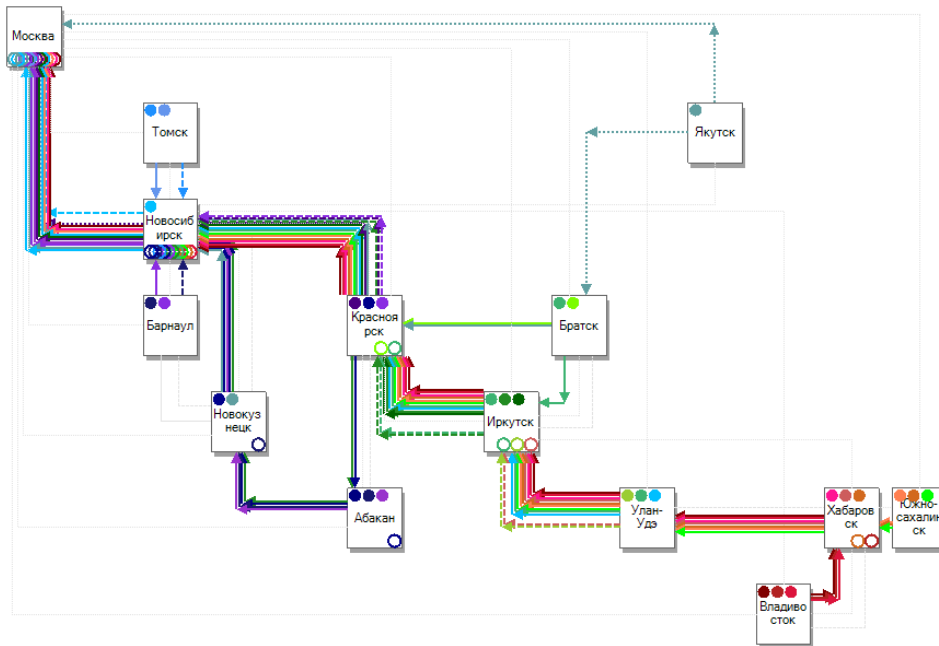 Москва
Томск
Якутск
Новосиб
ирск
Барнаул
Краснoя
рск
Братск
Новокуз
нецк
Иркутск
Абакан
Улан-
Удэ
Хабаров
ск
Южно-
сахалин
ск
Владиво
сток